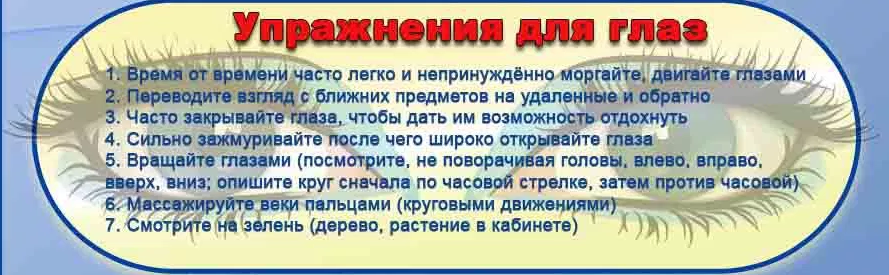 Упражнения для глаз
1. Время от времени часто легко и непринуждённо моргайте, двигайте глазами
2. Переводите взгляд с ближних предметов на удаленные и обратно
3. Часто закрывайте глаза, чтобы дать им возможность отдохнуть
4. Сильно зажмуривайте после чего широко открывайте глаза
5. Вращайте глазами (посмотрите, не поворачивая головы, влево, вправо,
вверх, вниз; опишите круг сначала по часовой стрелке, затем против часовой)
6. Массажируйте веки пальцами (круговыми движениями)
7. Смотрите на зелень (дерево, растение в кабинете)